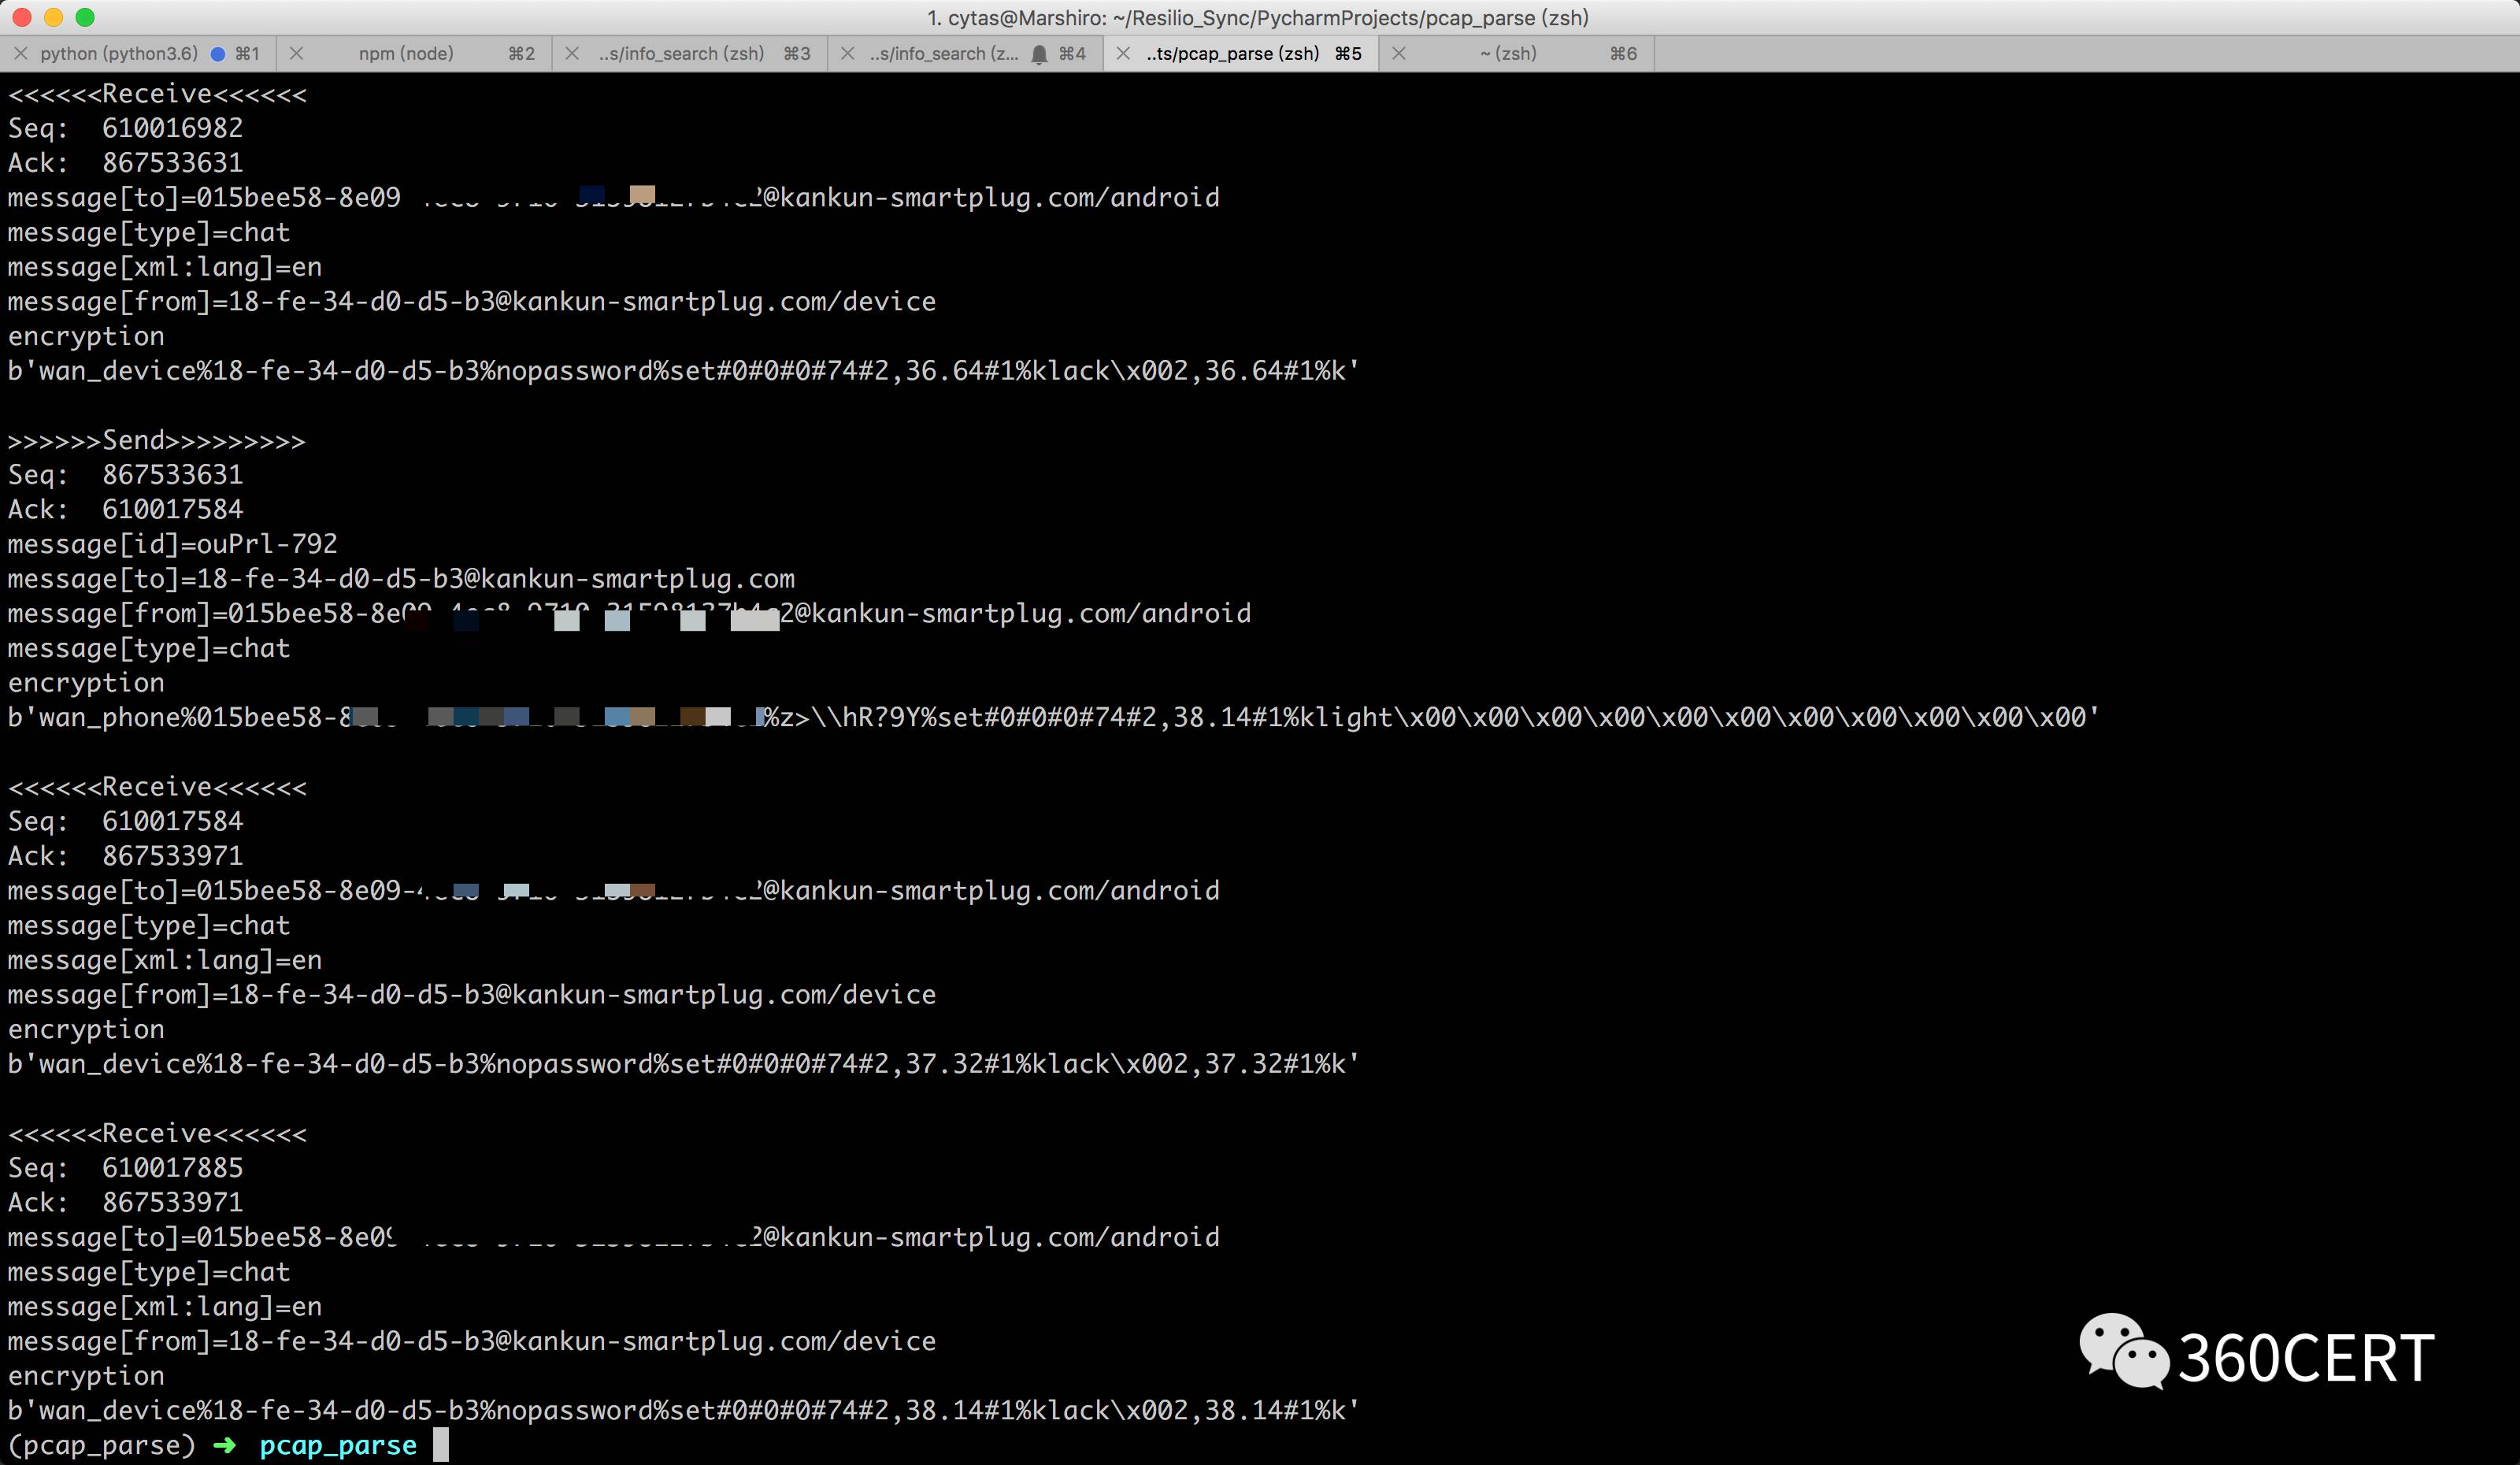 1. cytas@Marshiro: ~/Resilio_Sync/PycharmProjects/pcap_parse (zsh)
python (python3.6) ⌘1 npm (node) ⌘2 ..s/info_search (zsh) ⌘3 ..s/info_search (z... ⌘4 ..ts/pcap_parse (zsh) ⌘5 ~ (zsh) ⌘6
<<<<<<Receive<<<<<<
Seq: 610016982
Ack: 867533631
message[to]=015bee58-8e09 @kankun-smartplug.com/android
message[type]=chat
message[xml:lang]=en
message[from]=18-fe-34-d0-d5-b3@kankun-smartplug.com/device
encryption
b'wan_device%18-fe-34-d0-d5-b3%nopassword%set#0#0#0#74#2,36.64#1%klack\x002,36.64#1%k'
>>>>>>Send>>>>>>>>>
Seq: 867533631
Ack: 610017584
message[id]=ouPrl-792
message[to]=18-fe-34-d0-d5-b3@kankun-smartplug.com
message[from]=015bee58-8e 2@kankun-smartplug.com/android
message[type]=chat
encryption
b'wan_phone%015bee58-8 %z>\\hR?9Y%set#0#0#0#74#2,38.14#1%klight\x00\x00\x00\x00\x00\x00\x00\x00\x00\x00\x00'
<<<<<<Receive<<<<<<
Seq: 610017584
Ack: 867533971
message[to]=015bee58-8e09- @kankun-smartplug.com/android
message[type]=chat
message[xml:lang]=en
message[from]=18-fe-34-d0-d5-b3@kankun-smartplug.com/device
encryption
b'wan_device%18-fe-34-d0-d5-b3%nopassword%set#0#0#0#74#2,37.32#1%klack\x002,37.32#1%k'
<<<<<<Receive<<<<<<
Seq: 610017885
Ack: 867533971
message[to]=015bee58-8e09 2@kankun-smartplug.com/android
message[type]=chat
message[xml:lang]=en
message[from]=18-fe-34-d0-d5-b3@kankun-smartplug.com/device
encryption
b'wan_device%18-fe-34-d0-d5-b3%nopassword%set#0#0#0#74#2,38.14#1%klack\x002,38.14#1%k'
(pcap_parse) ➜ pcap_parse
360CERT